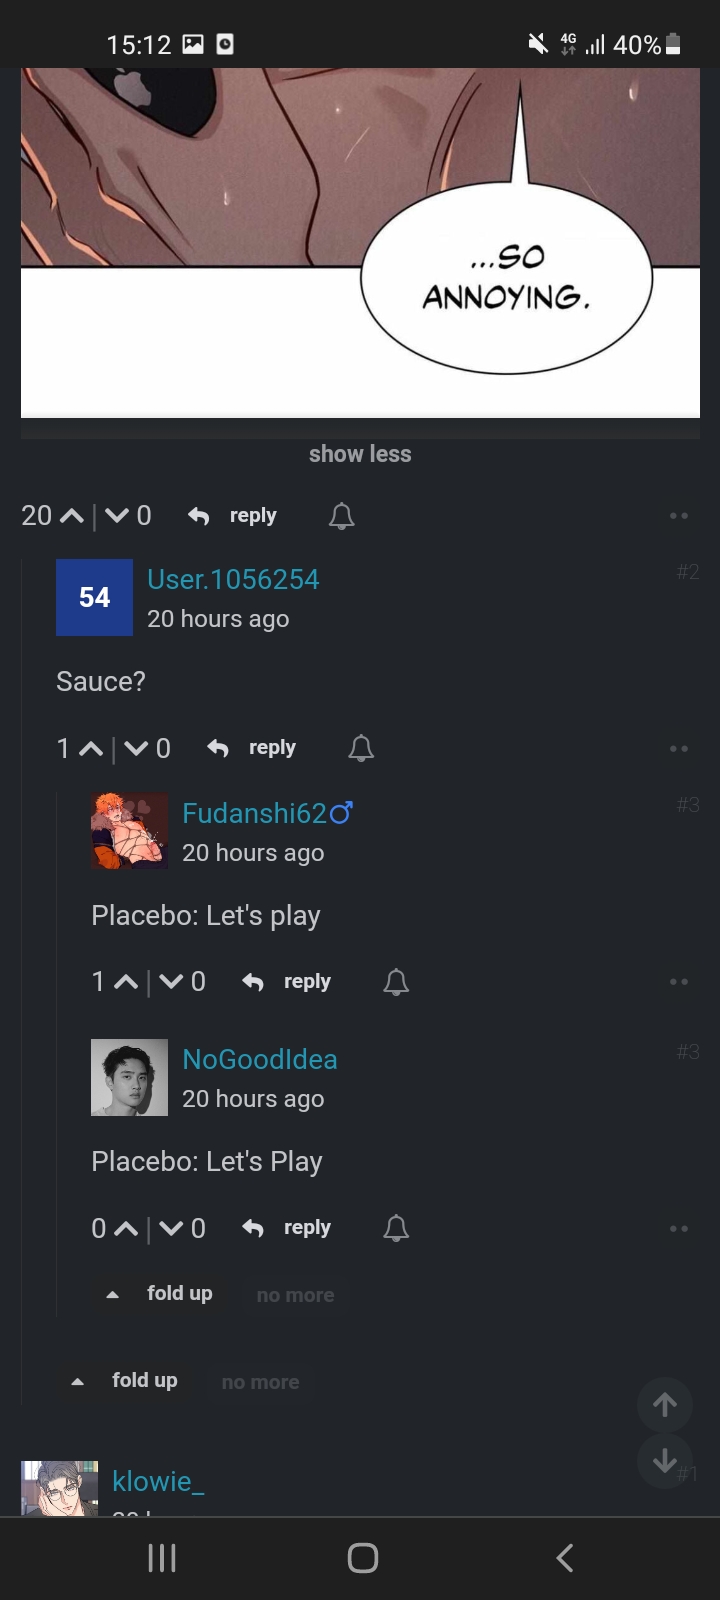 15:12 4G 40%
...SO
ANNOYING.
show less
20 | 0 reply
54 User.1056254 #2
20 hours ago
Sauce?
1 | 0 reply
Fudanshi62♂ #3
20 hours ago
Placebo: Let's play
1 | 0 reply
NoGoodIdea #3
20 hours ago
Placebo: Let's Play
0 | 0 reply
fold up no more
fold up no more
klowie_ #1